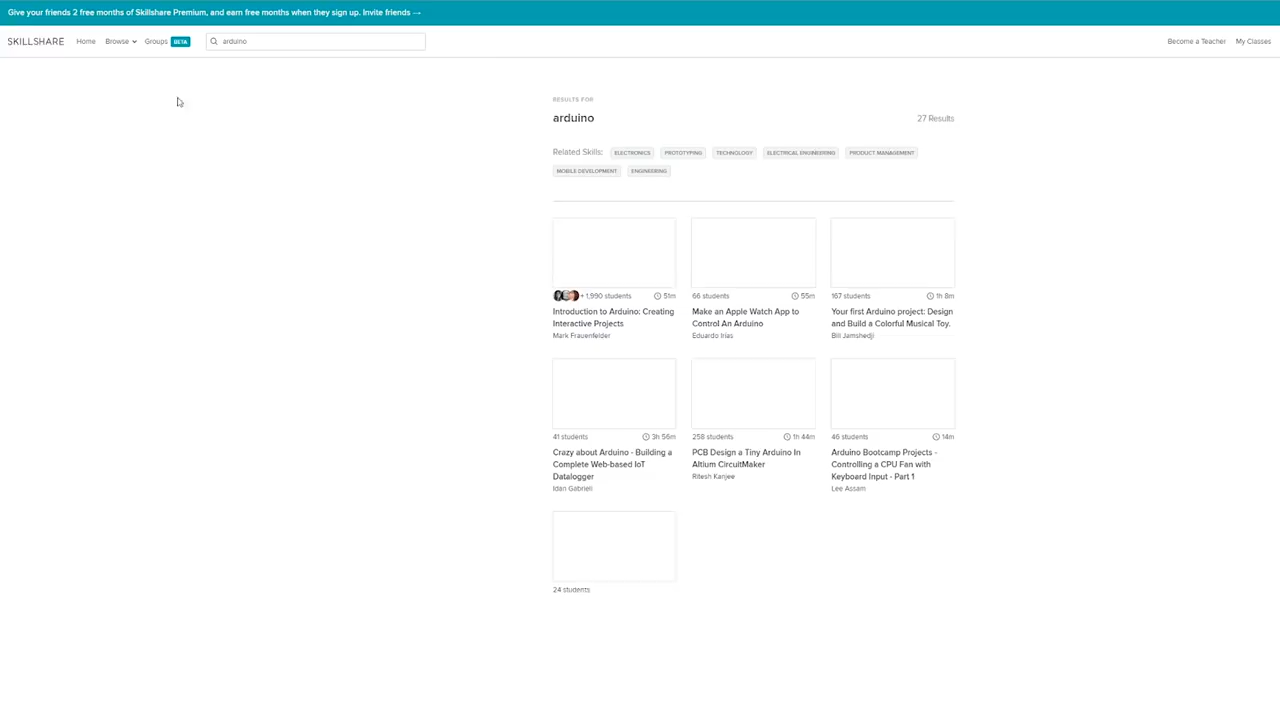 Give your friends 2 free months of Skillshare Premium, and earn free months when they sign up. Invite friends →
SKILLSHARE Home Browse Groups BETA arduino Become a Teacher My Classes
RESULTS FOR
arduino 27 Results
Related Skills: ELECTRONICS PROTOTYPING TECHNOLOGY ELECTRICAL ENGINEERING PRODUCT MANAGEMENT
MOBILE DEVELOPMENT ENGINEERING
+ 1,990 students 51m
Introduction to Arduino: Creating
Interactive Projects
Mark Frauenfelder
66 students 55m
Make an Apple Watch App to
Control An Arduino
Eduardo Irias
167 students 1h 8m
Your first Arduino project: Design
and Build a Colorful Musical Toy.
Bill Jamshedji
41 students 3h 56m
Crazy about Arduino - Building a
Complete Web-based IoT
Datalogger
Idan Gabrieli
258 students 1h 44m
PCB Design a Tiny Arduino In
Altium CircuitMaker
Ritesh Kanjee
46 students 14m
Arduino Bootcamp Projects -
Controlling a CPU Fan with
Keyboard Input - Part 1
Lee Assam
24 students